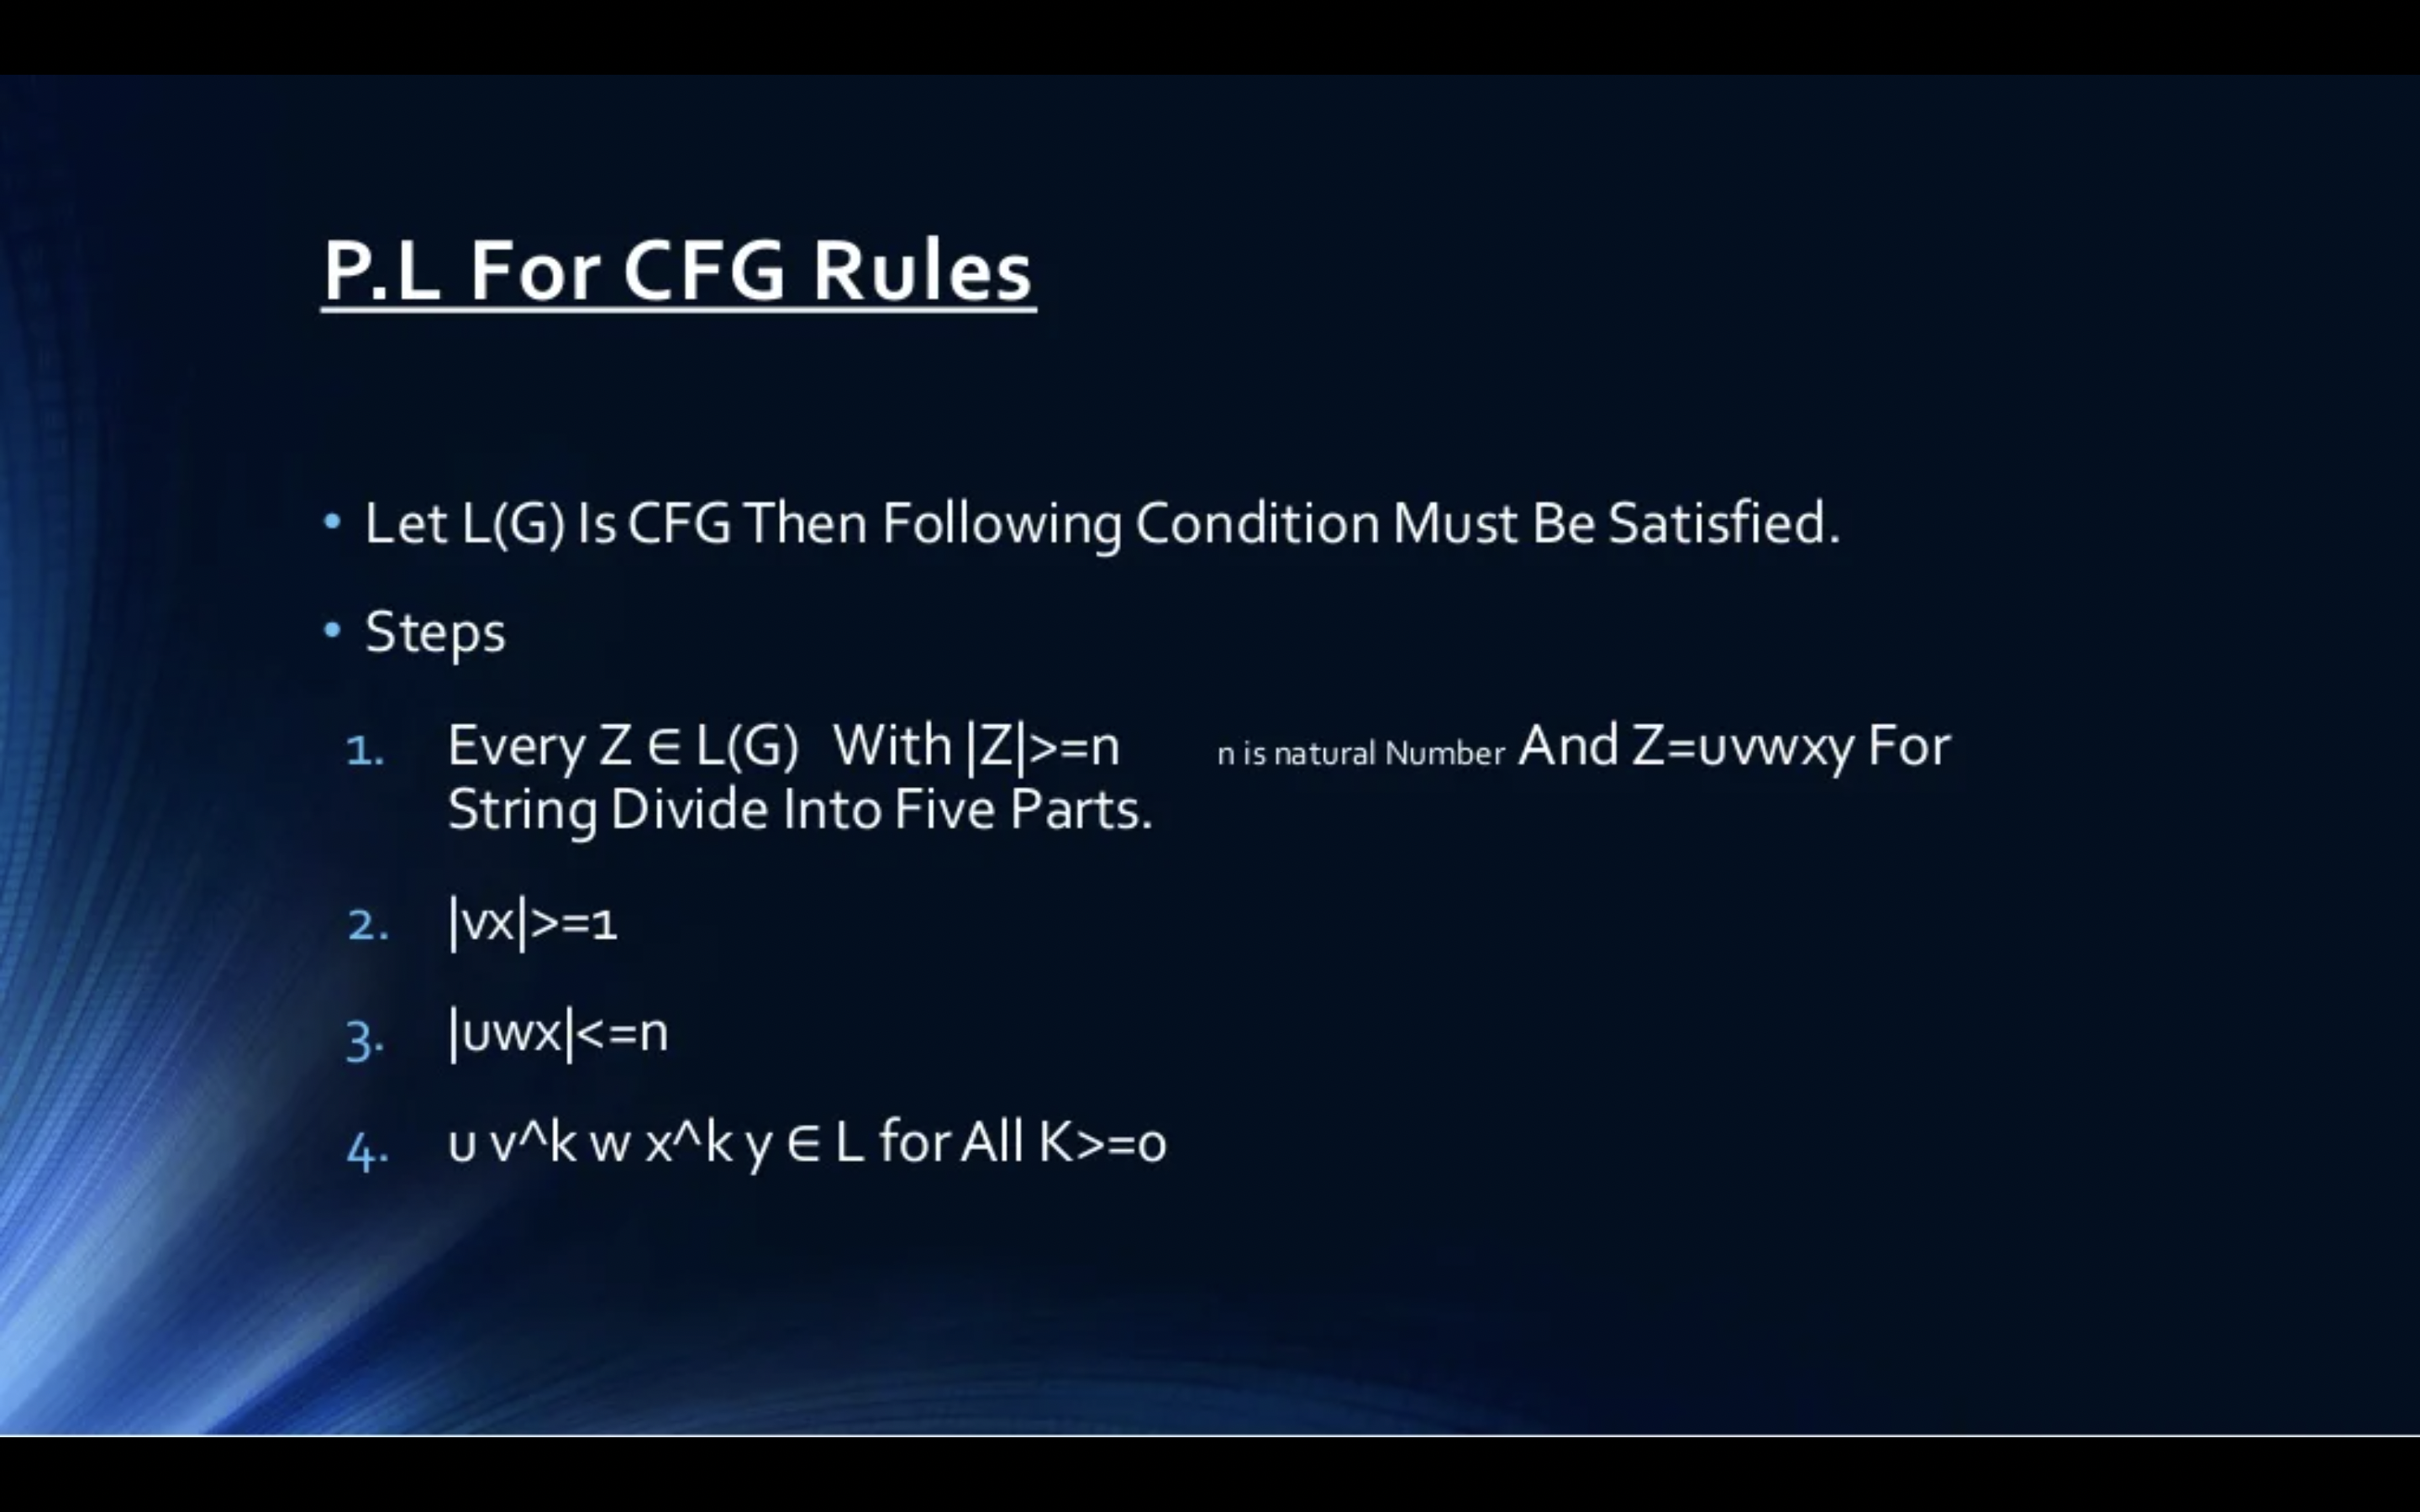 P.L For CFG Rules
• Let L(G) Is CFG Then Following Condition Must Be Satisfied.
• Steps
1. Every Z ∈ L(G) With |Z|>=n n is natural Number And Z=uvwxy For
String Divide Into Five Parts.
2. |vx|>=1
3. |uwx|<=n
4. u v^k w x^k y ∈ L for All K>=0